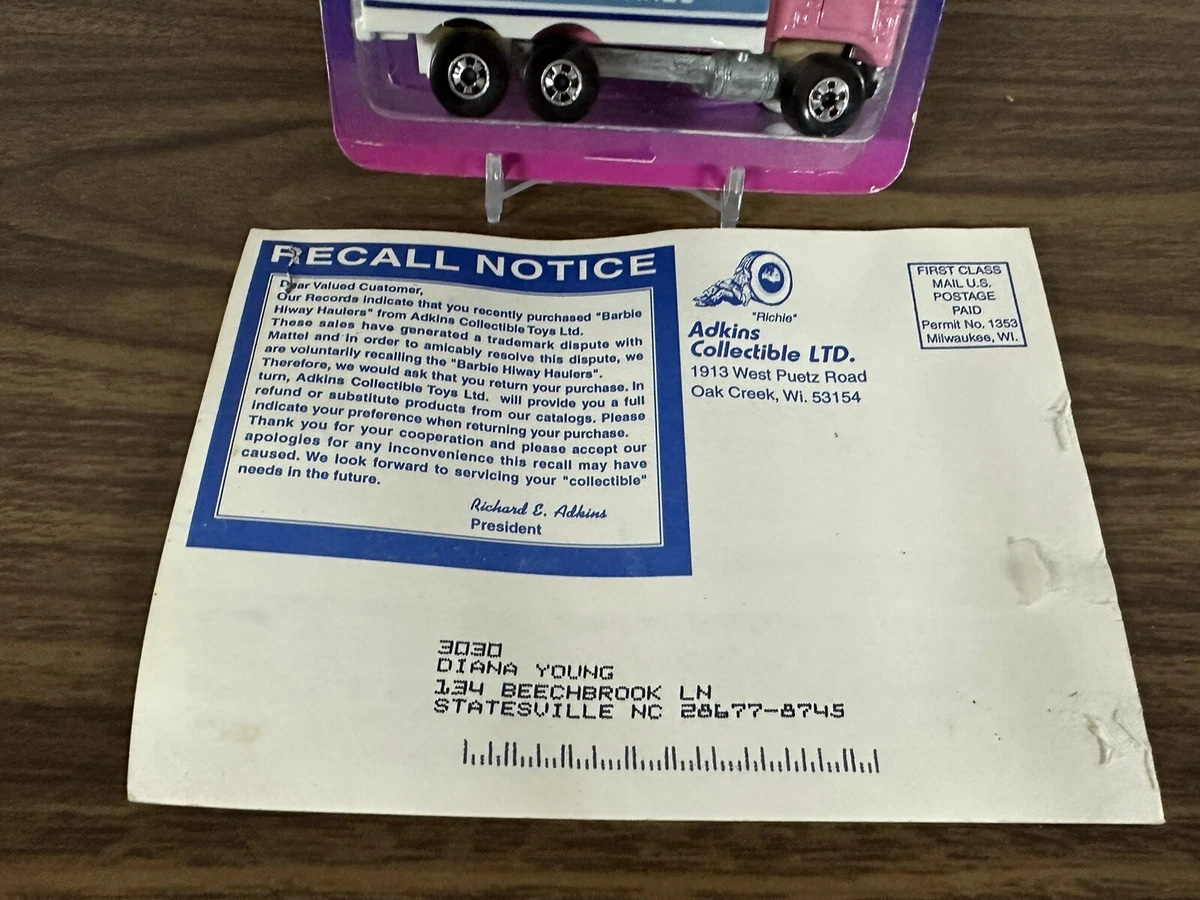 RECALL NOTICE
Dear Valued Customer,
Our Records indicate that you recently purchased "Barbie
Hiway Haulers" from Adkins Collectible Toys Ltd.
These sales have generated a trademark dispute with
Mattel and in order to amicably resolve this dispute, we
are voluntarily recalling the "Barbie Hiway Haulers".
Therefore, we would ask that you return your purchase. In
turn, Adkins Collectible Toys Ltd. will provide you a full
refund or substitute products from our catalogs. Please
indicate your preference when returning your purchase.
Thank you for your cooperation and please accept our
apologies for any inconvenience this recall may have
caused. We look forward to servicing your "collectible"
needs in the future.
Richard E. Adkins
President
"Richie"
Adkins
Collectible LTD.
1913 West Puetz Road
Oak Creek, Wi. 53154
FIRST CLASS
MAIL U.S.
POSTAGE
PAID
Permit No. 1353
Milwaukee, WI.
3030
DIANA YOUNG
134 BEECHBROOK LN
STATESVILLE NC 28677-8745